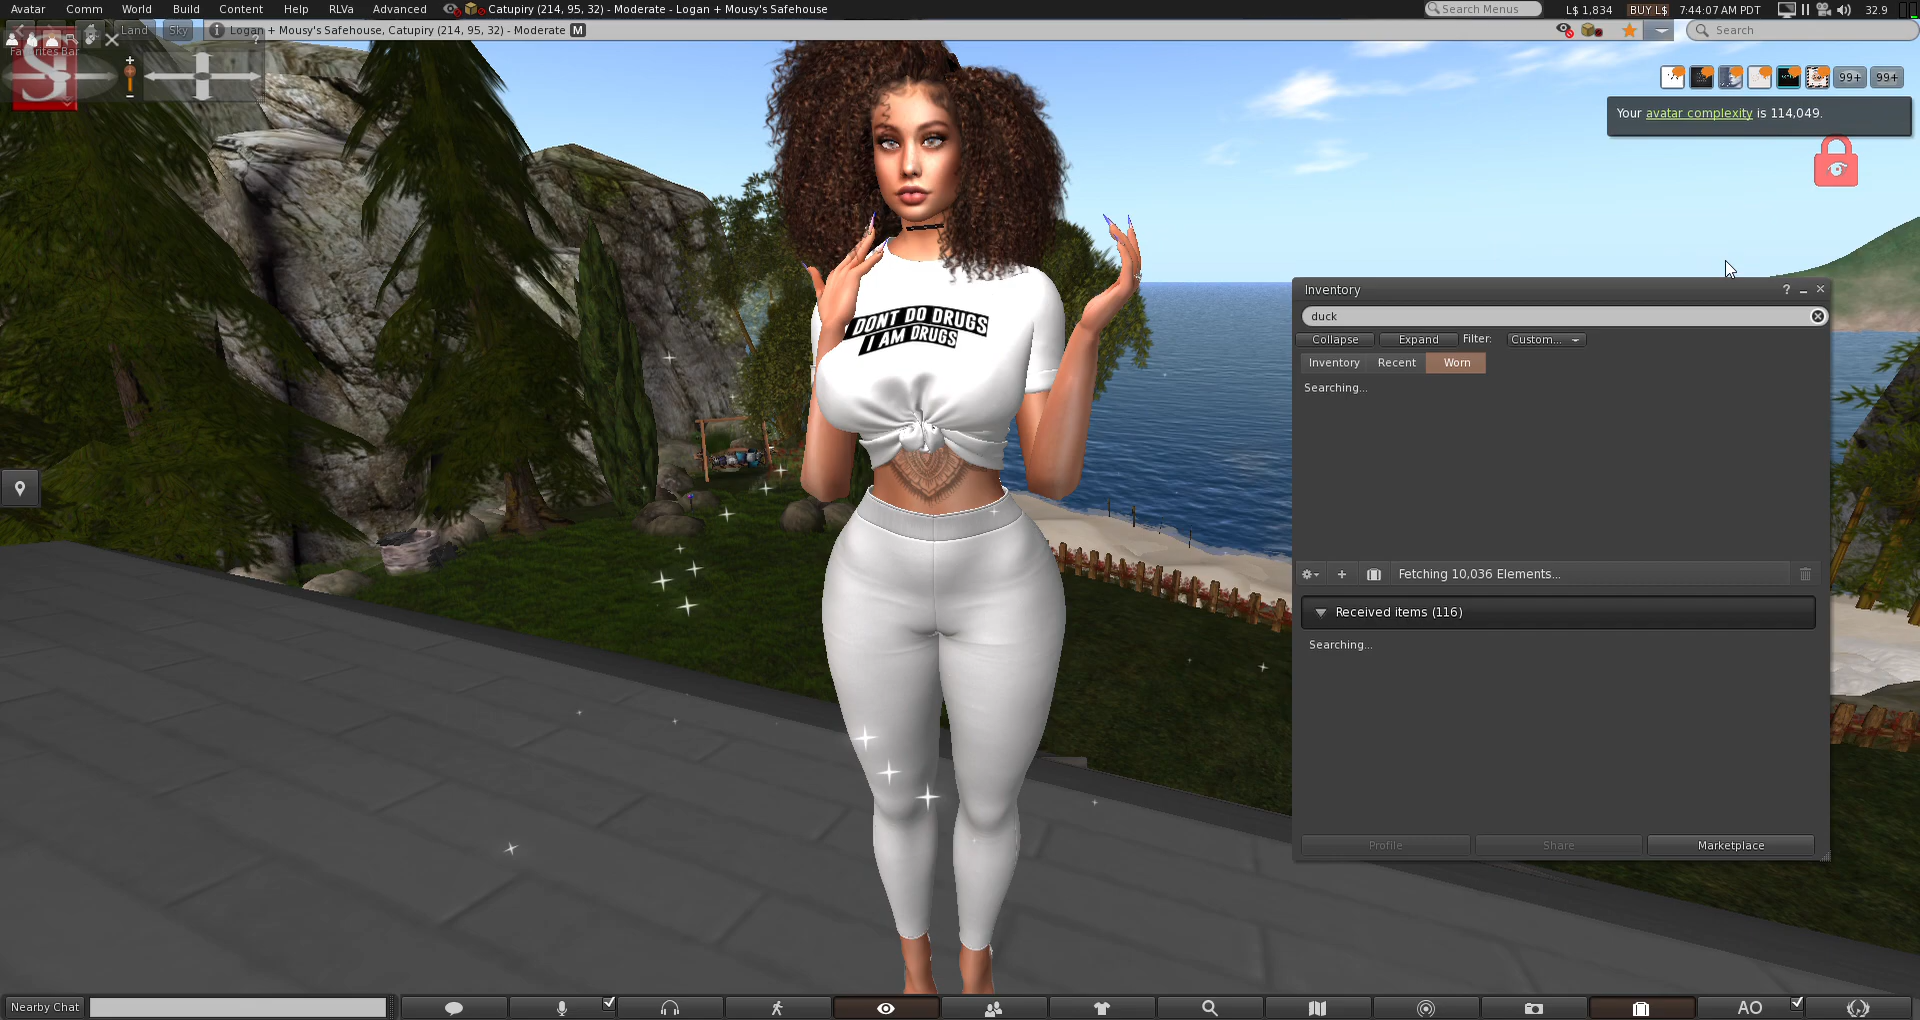 Avatar Comm World Build Content Help RLVa Advanced Catupiry (214, 95, 32) - Moderate - Logan + Mousy's Safehouse Search Menus L$ 1,834 BUY L$ 7:44:07 AM PDT 32.9
Land Sky Logan + Mousy's Safehouse, Catupiry (214, 95, 32) - Moderate M Search
Favorites Bar
99+ 99+
Your avatar complexity is 114,049.
Inventory
duck
Collapse Expand Filter: Custom...
Inventory Recent Worn
Searching...
DONT DO DRUGS
I AM DRUGS
Fetching 10,036 Elements...
Received items (116)
Searching...
Profile Share Marketplace
Nearby Chat AO